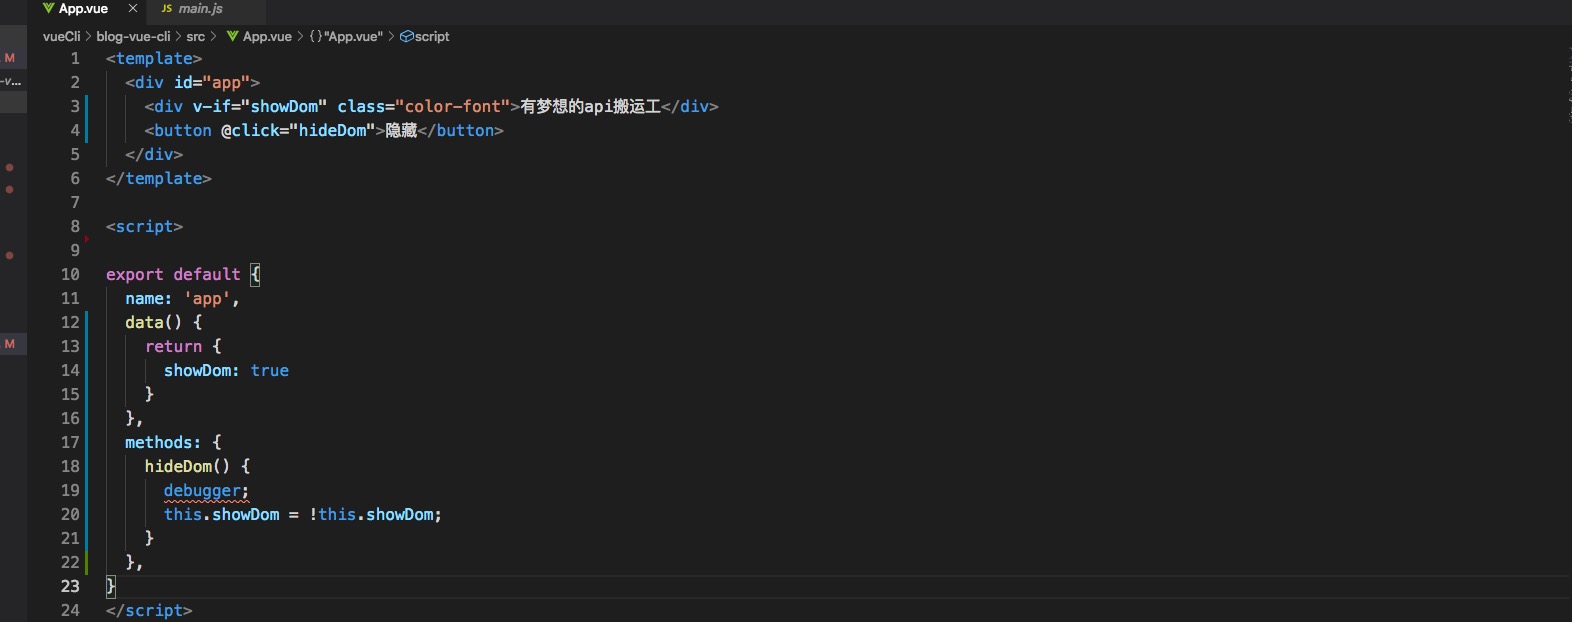 App.vue × JS main.js
vueCli > blog-vue-cli > src > App.vue > {} "App.vue" > script
1 <template>
2 <div id="app">
3 <div v-if="showDom" class="color-font">有梦想的api搬运工</div>
4 <button @click="hideDom">隐藏</button>
5 </div>
6 </template>
7
8 <script>
9
10 export default {
11 name: 'app',
12 data() {
13 return {
14 showDom: true
15 }
16 },
17 methods: {
18 hideDom() {
19 debugger;
20 this.showDom = !this.showDom;
21 }
22 },
23 }
24 </script>
M
-v...
M